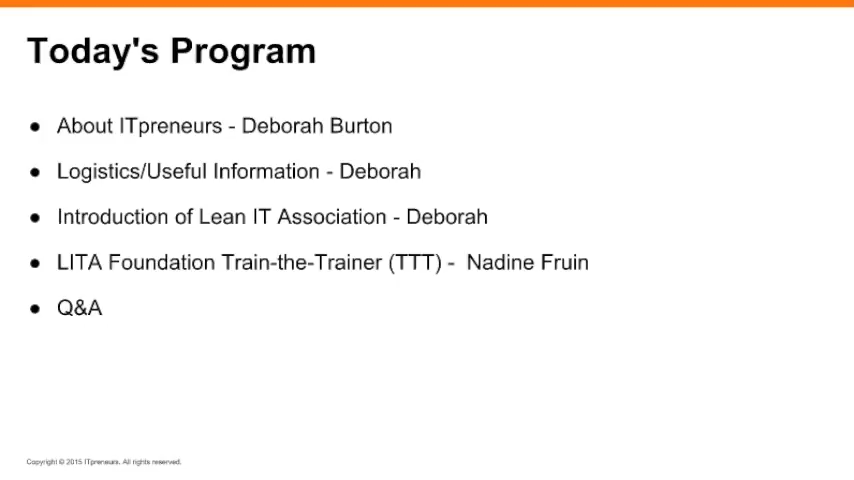 Today's Program
● About ITpreneurs - Deborah Burton
● Logistics/Useful Information - Deborah
● Introduction of Lean IT Association - Deborah
● LITA Foundation Train-the-Trainer (TTT) - Nadine Fruin
● Q&A
Copyright © 2015 ITpreneurs. All rights reserved.